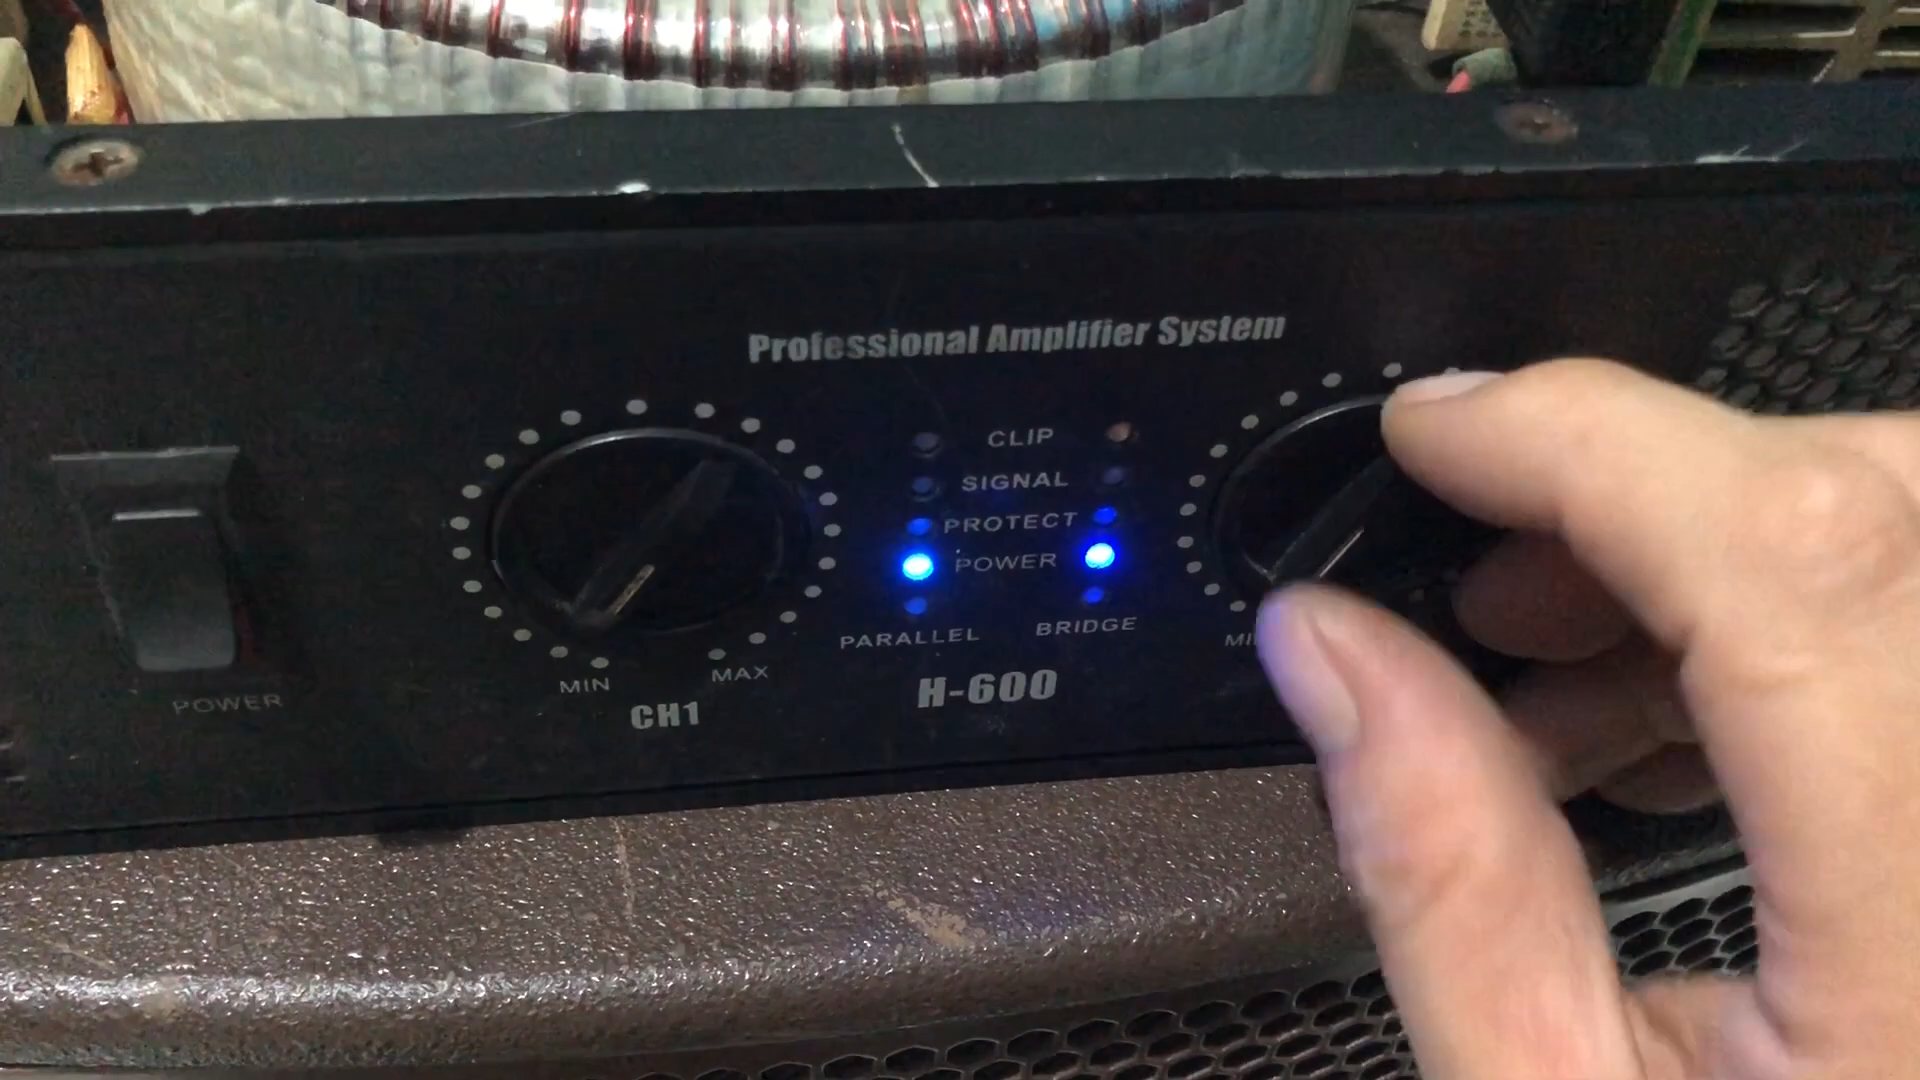 Professional Amplifier System
CLIP
SIGNAL
PROTECT
POWER
PARALLEL
BRIDGE
POWER
MIN
MAX
CH1
H-600